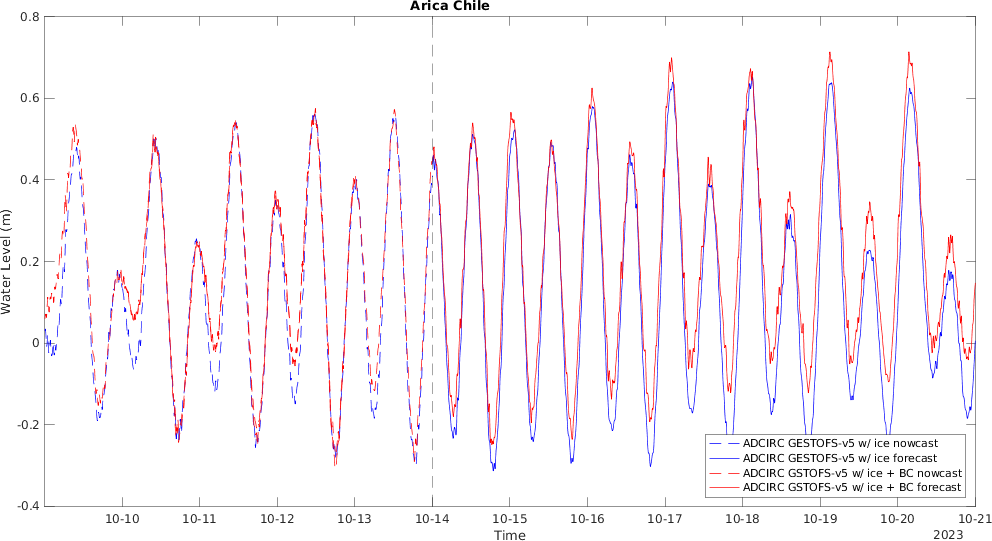 Arica Chile
0.8
0.6
0.4
0.2
0
-0.2
-0.4
Water Level (m)
ADCIRC GESTOFS-v5 w/ ice nowcast
ADCIRC GESTOFS-v5 w/ ice forecast
ADCIRC GSTOFS-v5 w/ ice + BC nowcast
ADCIRC GSTOFS-v5 w/ ice + BC forecast
10-10 10-11 10-12 10-13 10-14 10-15 10-16 10-17 10-18 10-19 10-20 10-21
Time
2023